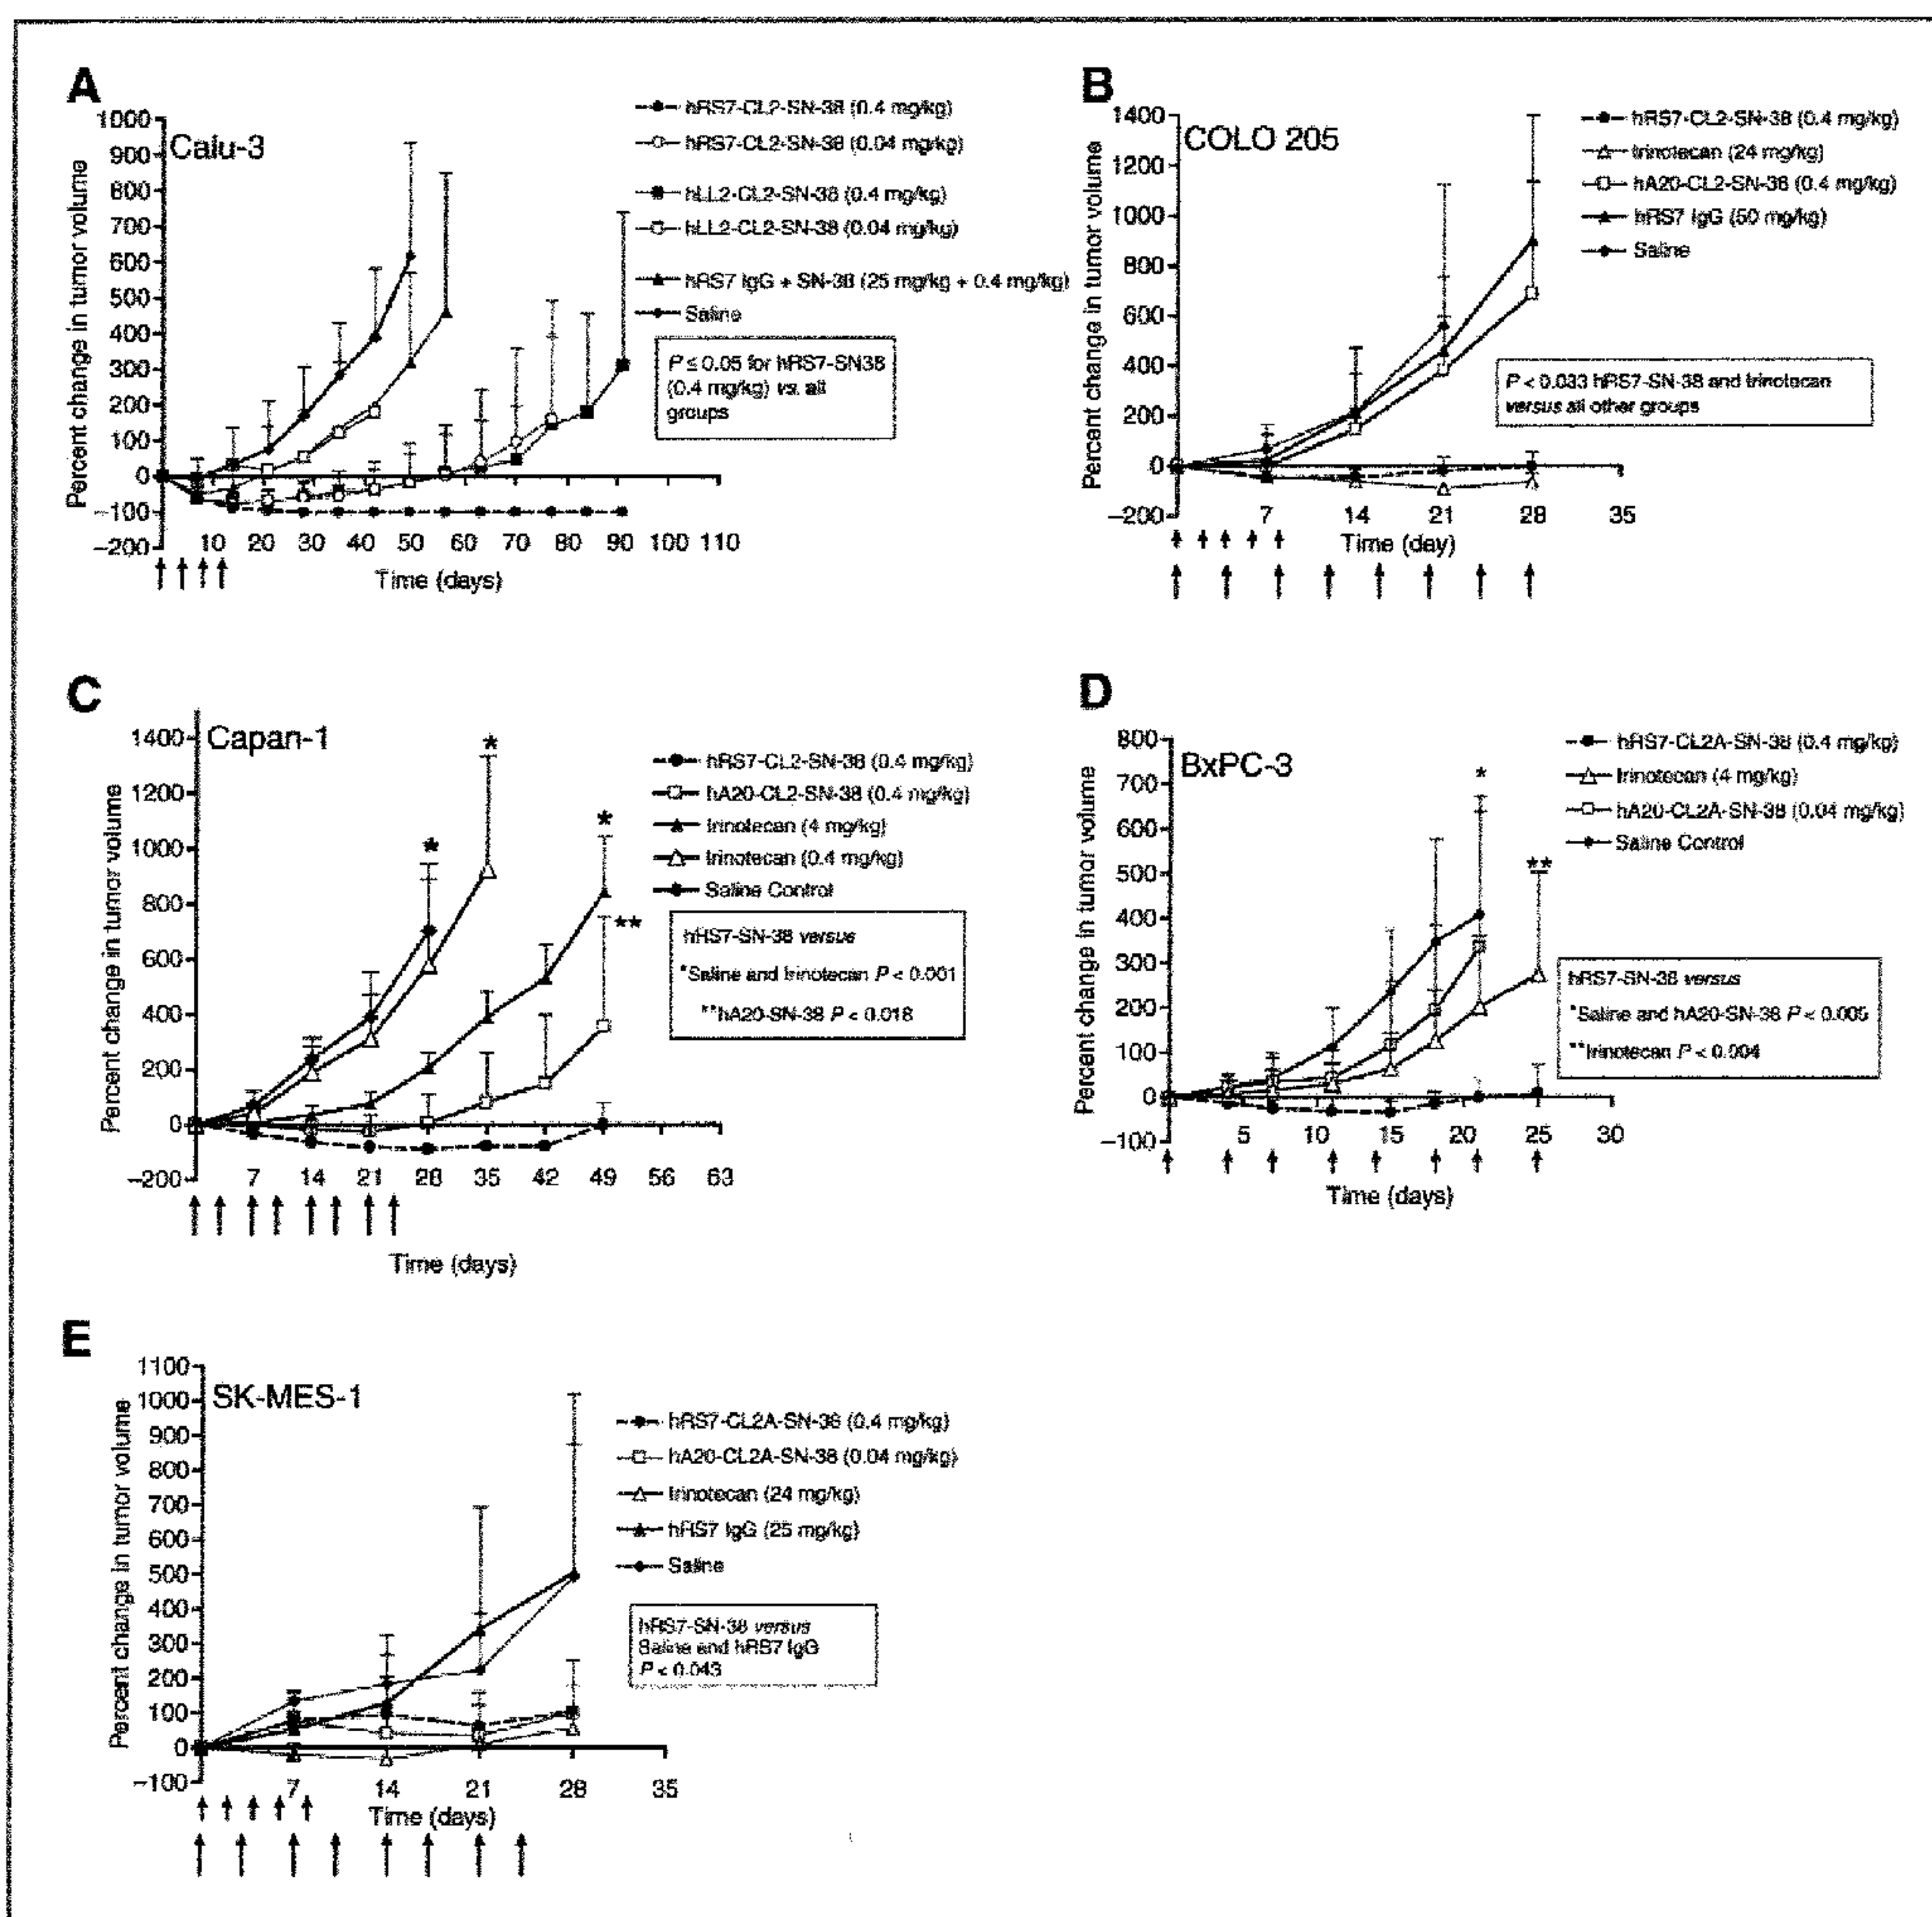 A
Calu-3
Percent change in tumor volume
1000
900
800
700
600
500
400
300
200
100
0
−100
−200
10 20 30 40 50 60 70 80 90 100 110
Time (days)
hRS7-CL2-SN-38 (0.4 mg/kg)
hRS7-CL2-SN-38 (0.04 mg/kg)
hLL2-CL2-SN-38 (0.4 mg/kg)
hLL2-CL2-SN-38 (0.04 mg/kg)
hRS7 IgG + SN-38 (25 mg/kg + 0.4 mg/kg)
Saline
P ≤ 0.05 for hRS7-SN38
(0.4 mg/kg) vs. all
groups
B
COLO 205
Percent change in tumor volume
1400
1200
1000
800
600
400
200
0
−200
7 14 21 28 35
Time (day)
hRS7-CL2-SN-38 (0.4 mg/kg)
Irinotecan (24 mg/kg)
hA20-CL2-SN-38 (0.4 mg/kg)
hRS7 IgG (50 mg/kg)
Saline
P < 0.033 hRS7-SN-38 and irinotecan
versus all other groups
C
Capan-1
Percent change in tumor volume
1400
1200
1000
800
600
400
200
0
−200
7 14 21 28 35 42 49 56 63
Time (days)
*
*
*
**
hRS7-CL2-SN-38 (0.4 mg/kg)
hA20-CL2-SN-38 (0.4 mg/kg)
Irinotecan (4 mg/kg)
Irinotecan (0.4 mg/kg)
Saline Control
hRS7-SN-38 versus
*Saline and Irinotecan P < 0.001
**hA20-SN-38 P < 0.018
D
BxPC-3
Percent change in tumor volume
800
700
600
500
400
300
200
100
0
−100
5 10 15 20 25 30
Time (days)
*
**
hRS7-CL2A-SN-38 (0.4 mg/kg)
Irinotecan (4 mg/kg)
hA20-CL2A-SN-38 (0.04 mg/kg)
Saline Control
hRS7-SN-38 versus
*Saline and hA20-SN-38 P < 0.005
**Irinotecan P < 0.004
E
SK-MES-1
Percent change in tumor volume
1100
1000
900
800
700
600
500
400
300
200
100
0
−100
7 14 21 28 35
Time (days)
hRS7-CL2A-SN-38 (0.4 mg/kg)
hA20-CL2A-SN-38 (0.04 mg/kg)
Irinotecan (24 mg/kg)
hRS7 IgG (25 mg/kg)
Saline
hRS7-SN-38 versus
Saline and hRS7 IgG
P < 0.043